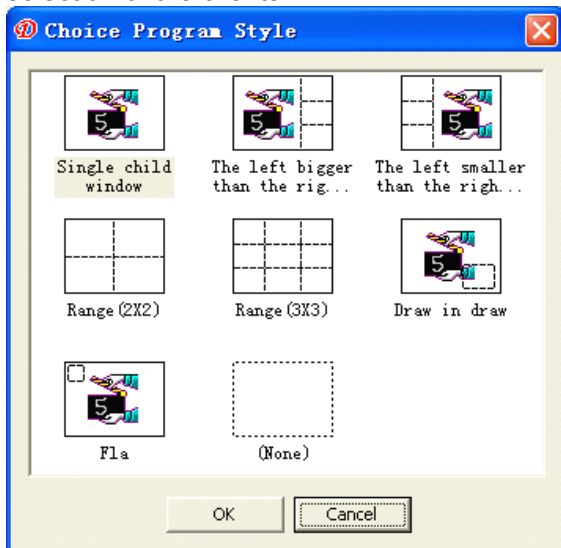 Choice Program Style
5
5
5
Single child
window
The left bigger
than the rig...
The left smaller
than the righ...
5
Range(2X2)
Range(3X3)
Draw in draw
5
Fla
(None)
OK
Cancel